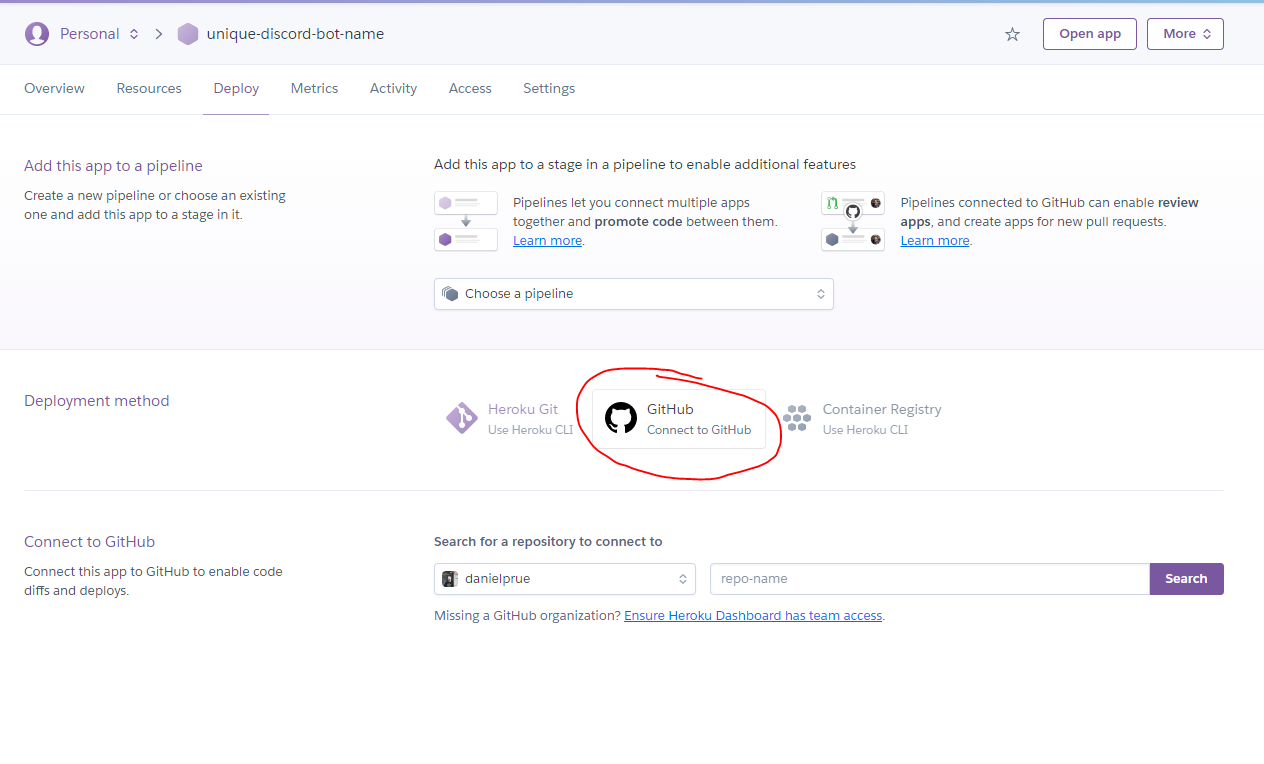 Personal
unique-discord-bot-name
Open app
More
Overview
Resources
Deploy
Metrics
Activity
Access
Settings
Add this app to a pipeline
Create a new pipeline or choose an existing
one and add this app to a stage in it.
Add this app to a stage in a pipeline to enable additional features
Pipelines let you connect multiple apps
together and promote code between them.
Learn more.
Pipelines connected to GitHub can enable review
apps, and create apps for new pull requests.
Learn more.
Choose a pipeline
Deployment method
Heroku Git
Use Heroku CLI
GitHub
Connect to GitHub
Container Registry
Use Heroku CLI
Connect to GitHub
Connect this app to GitHub to enable code
diffs and deploys.
Search for a repository to connect to
danielprue
repo-name
Search
Missing a GitHub organization? Ensure Heroku Dashboard has team access.